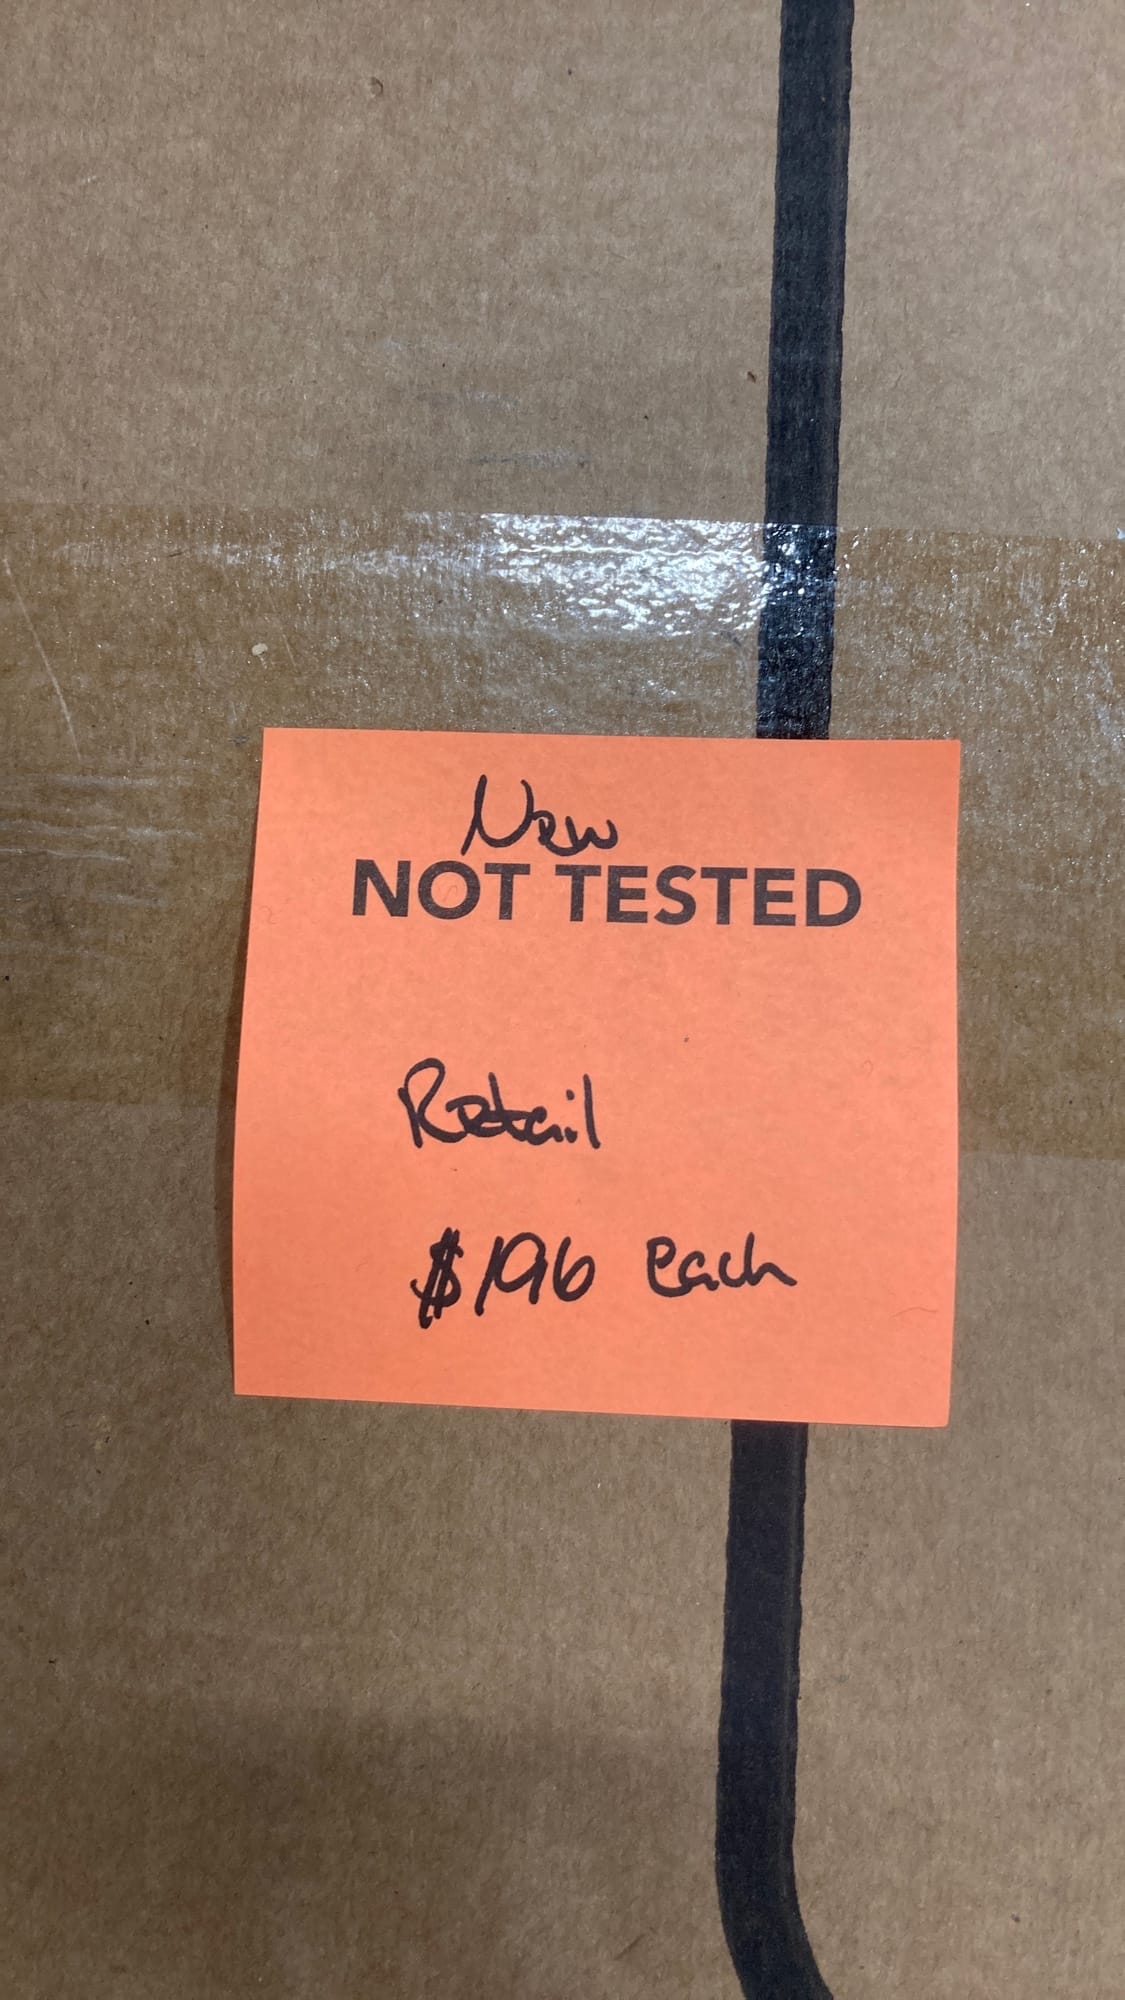 New
NOT TESTED
Retail
$196 each